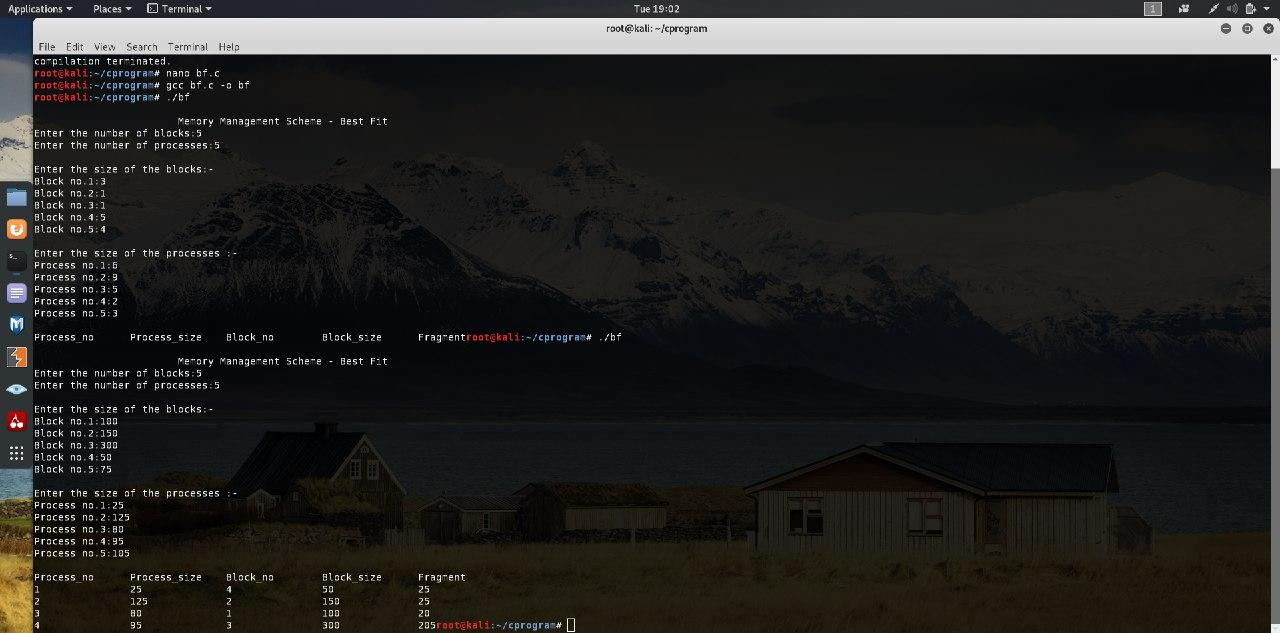 Applications Places Terminal Tue 19:02 1
root@kali: ~/cprogram
File Edit View Search Terminal Help
compilation terminated.
root@kali:~/cprogram# nano bf.c
root@kali:~/cprogram# gcc bf.c -o bf
root@kali:~/cprogram# ./bf
Memory Management Scheme - Best Fit
Enter the number of blocks:5
Enter the number of processes:5
Enter the size of the blocks:-
Block no.1:3
Block no.2:1
Block no.3:1
Block no.4:5
Block no.5:4
Enter the size of the processes :-
Process no.1:6
Process no.2:9
Process no.3:5
Process no.4:2
Process no.5:3
Process_no Process_size Block_no Block_size Fragmentroot@kali:~/cprogram# ./bf
Memory Management Scheme - Best Fit
Enter the number of blocks:5
Enter the number of processes:5
Enter the size of the blocks:-
Block no.1:100
Block no.2:150
Block no.3:300
Block no.4:50
Block no.5:75
Enter the size of the processes :-
Process no.1:25
Process no.2:125
Process no.3:80
Process no.4:95
Process no.5:105
Process_no Process_size Block_no Block_size Fragment
1 25 4 50 25
2 125 2 150 25
3 80 1 100 20
4 95 3 300 205root@kali:~/cprogram#